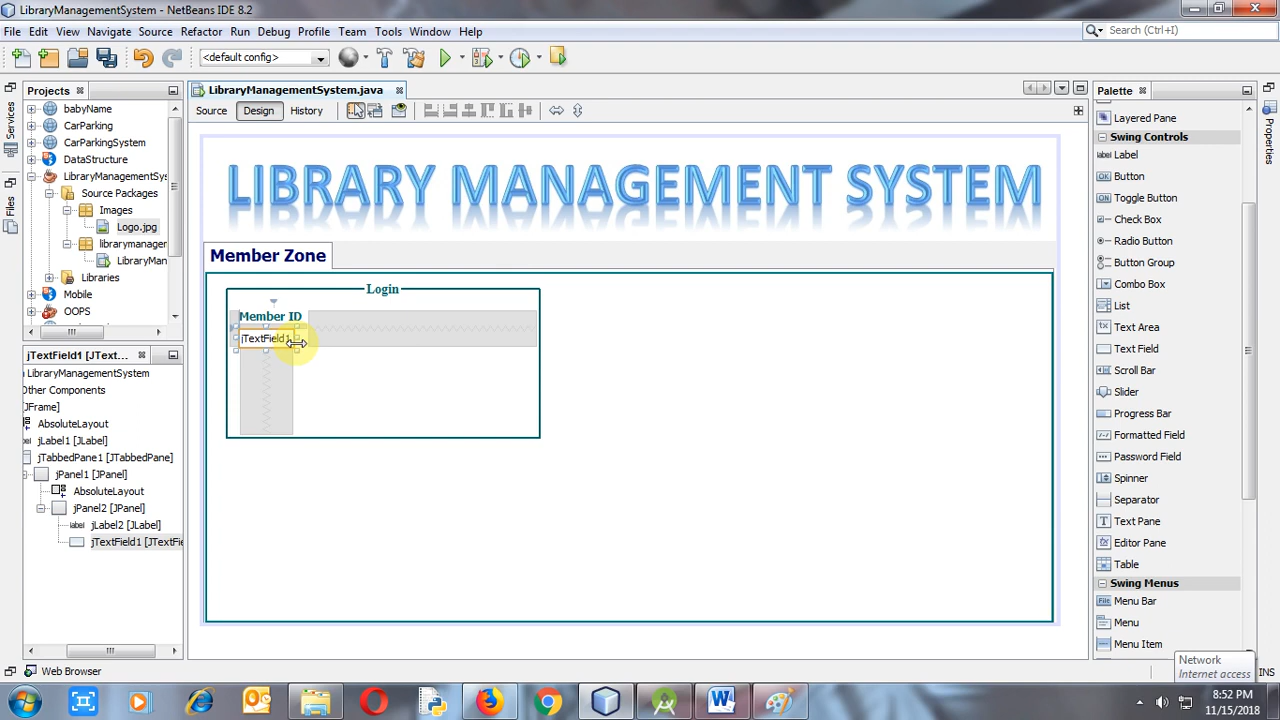 LibraryManagementSystem - NetBeans IDE 8.2
File Edit View Navigate Source Refactor Run Debug Profile Team Tools Window Help
Search (Ctrl+I)
<default config>
Services
Files
Projects
babyName
CarParking
CarParkingSystem
DataStructure
LibraryManagementSys
Source Packages
Images
Logo.jpg
librarymanager
LibraryMan
Libraries
Mobile
OOPS
jTextField1 [JText...
LibraryManagementSystem
Other Components
[JFrame]
AbsoluteLayout
jLabel1 [JLabel]
jTabbedPane1 [JTabbedPane]
jPanel1 [JPanel]
AbsoluteLayout
jPanel2 [JPanel]
jLabel2 [JLabel]
jTextField1 [JTextFie
LibraryManagementSystem.java
Source Design History
LIBRARY MANAGEMENT SYSTEM
Member Zone
Login
Member ID
jTextField1
Palette
Layered Pane
Swing Controls
label Label
OK Button
ON Toggle Button
Check Box
Radio Button
Button Group
Combo Box
List
Text Area
Text Field
Scroll Bar
Slider
Progress Bar
Formatted Field
Password Field
Spinner
Separator
Text Pane
Editor Pane
Table
Swing Menus
Menu Bar
Menu
Menu Item
Properties
Network
Internet access
Web Browser
INS
8:52 PM
11/15/2018